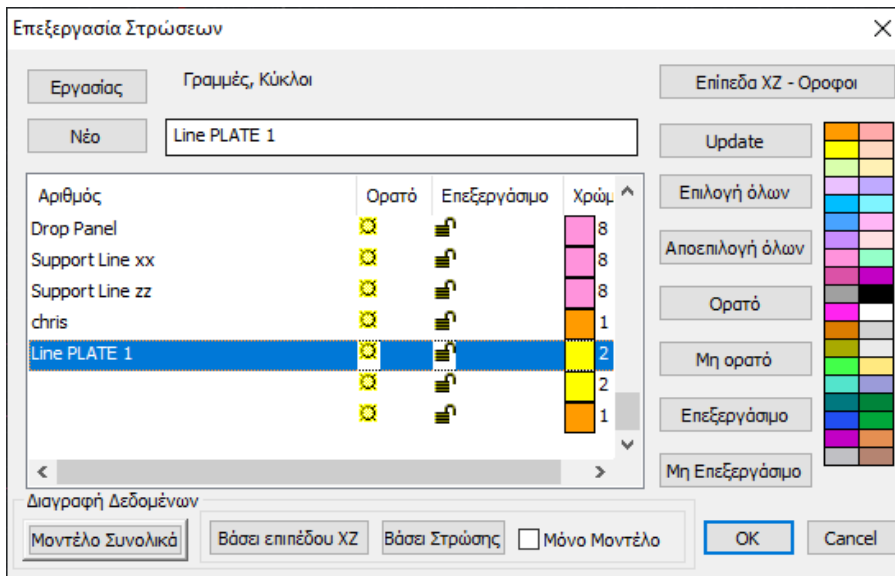 Επεξεργασία Στρώσεων
Εργασίας Γραμμές, Κύκλοι Επίπεδα XZ - Οροφοι
Νέο Line PLATE 1 Update
Αριθμός Ορατό Επεξεργάσιμο Χρώμ Επιλογή όλων
Drop Panel 8
Support Line xx 8 Αποεπιλογή όλων
Support Line zz 8 Ορατό
chris 1
Line PLATE 1 2 Μη ορατό
2
1 Επεξεργάσιμο
Μη Επεξεργάσιμο
Διαγραφή Δεδομένων
Μοντέλο Συνολικά Βάσει επιπέδου XZ Βάσει Στρώσης Μόνο Μοντέλο OK Cancel